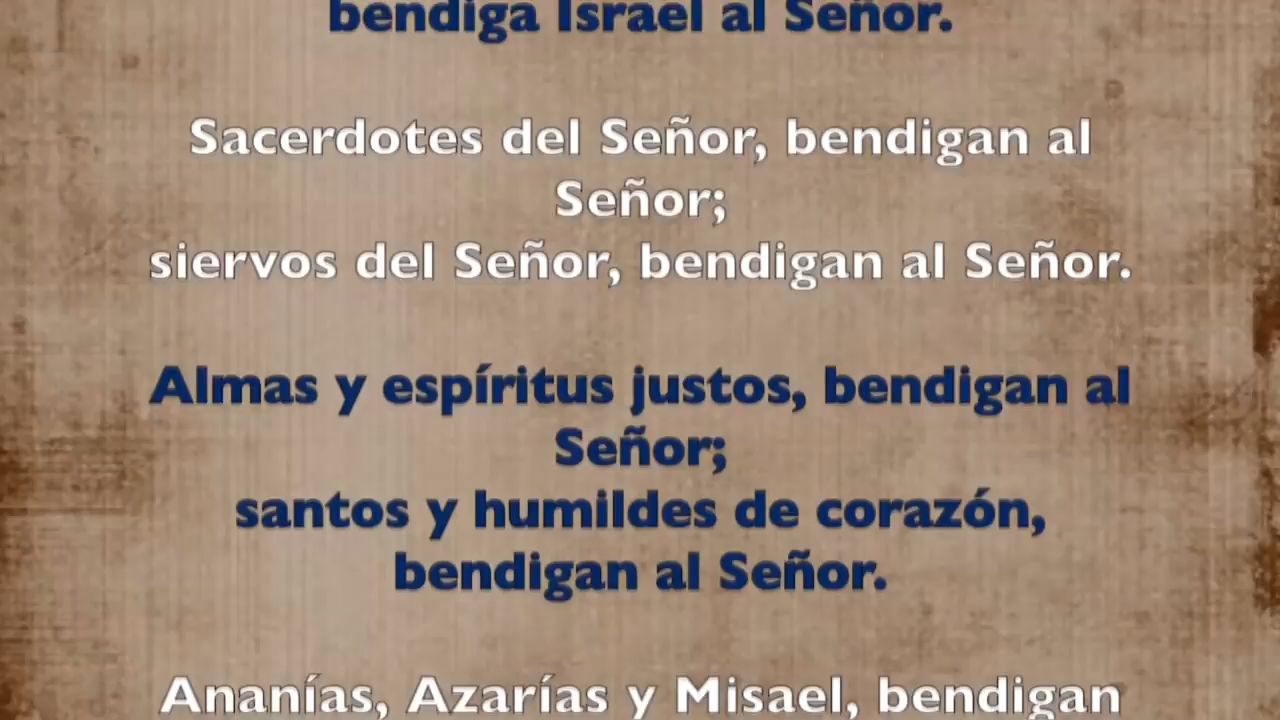 bendiga Israel al Señor.
Sacerdotes del Señor, bendigan al
Señor;
siervos del Señor, bendigan al Señor.
Almas y espíritus justos, bendigan al
Señor;
santos y humildes de corazón,
bendigan al Señor.
Ananías, Azarías y Misael, bendigan